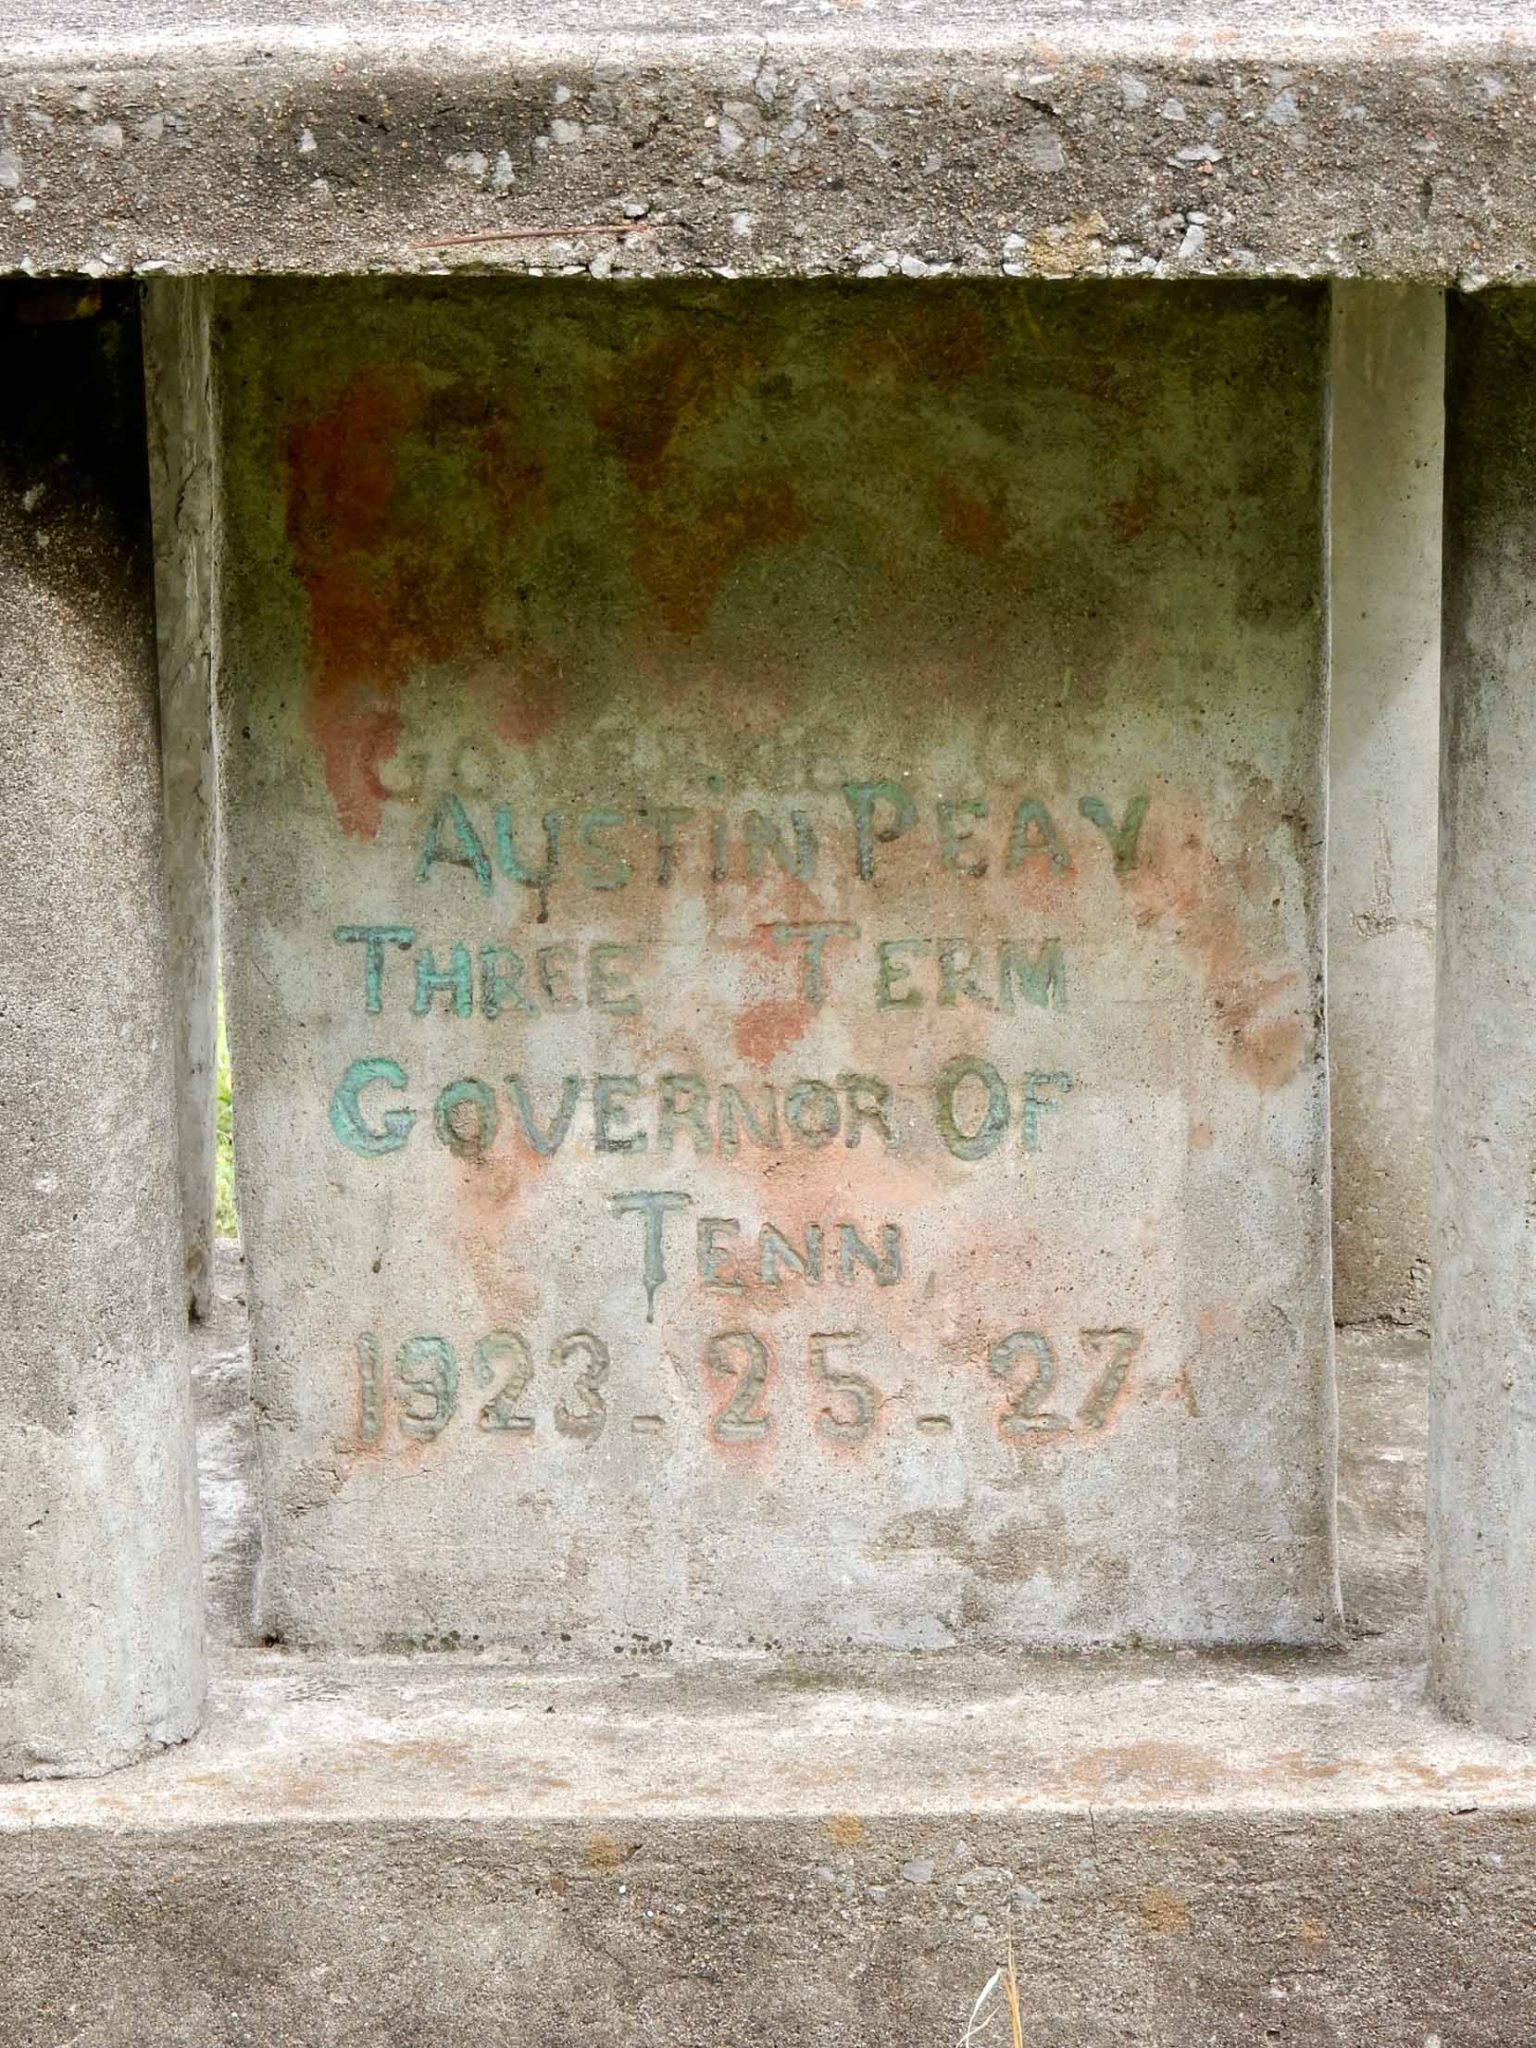 AUSTiN PEAY
THREE TERM
GOVERNOR OF
TENN
1923-25-27